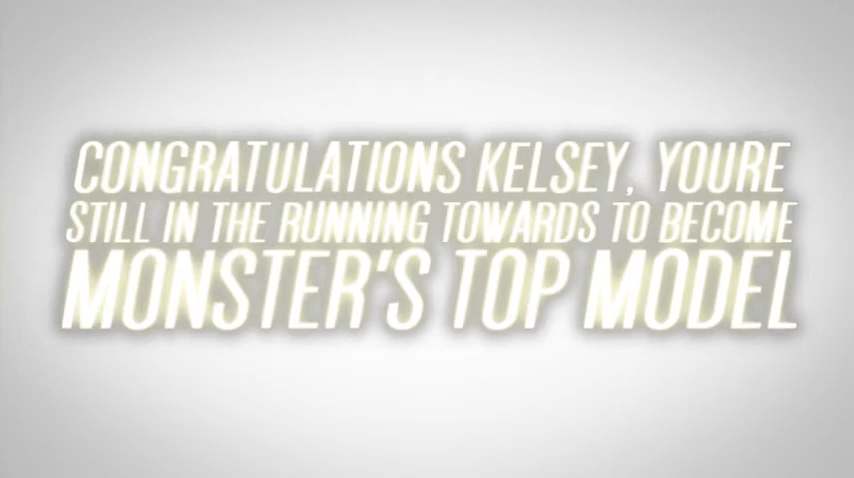 CONGRATULATIONS KELSEY, YOURE
STILL IN THE RUNNING TOWARDS TO BECOME
MONSTER'S TOP MODEL